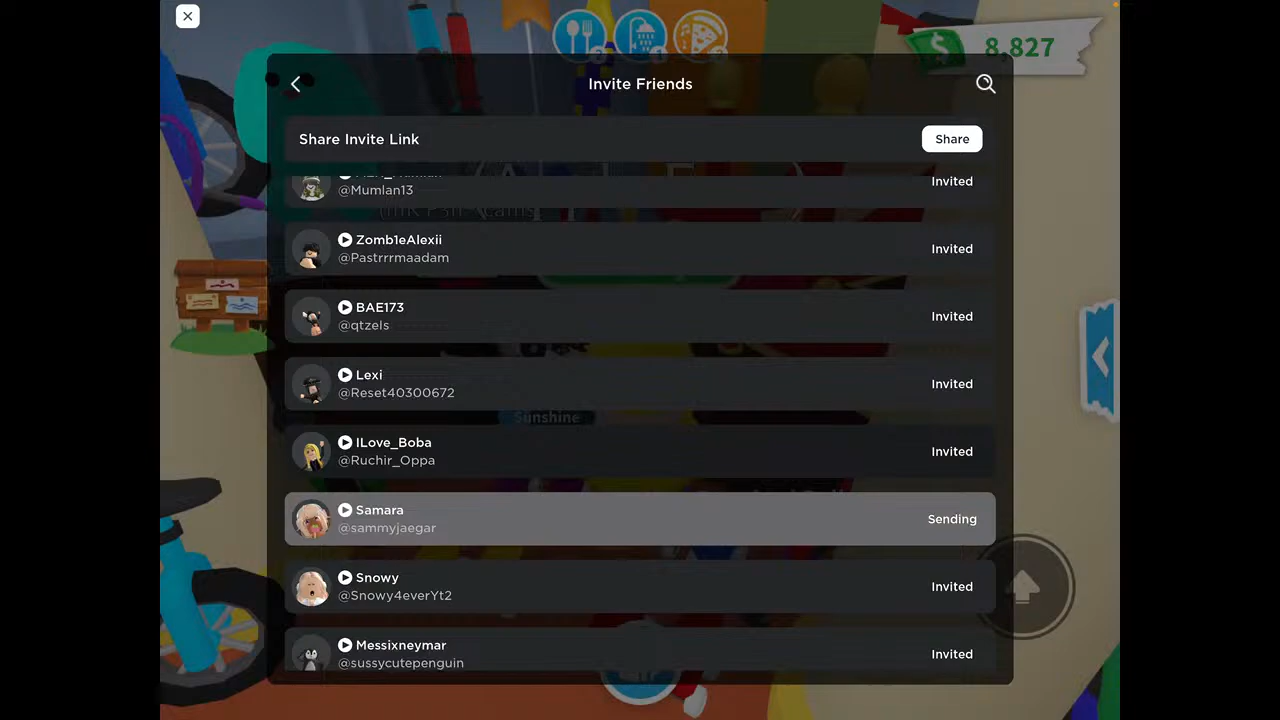 8,827
Invite Friends
Share Invite Link
Share
@Mumlan13
Invited
Zomb1eAlexii
@Pastrrrmaadam
Invited
BAE173
@qtzels
Invited
Lexi
@Reset40300672
Invited
Sunshine
ILove_Boba
@Ruchir_Oppa
Invited
Samara
@sammyjaegar
Sending
Snowy
@Snowy4everYt2
Invited
Messixneymar
@sussycutepenguin
Invited